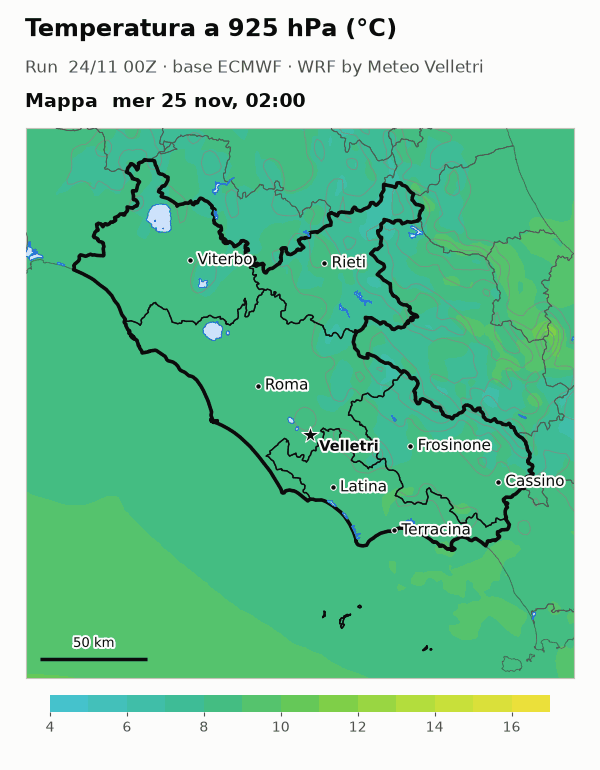 Temperatura a 925 hPa (°C)
Run  24/11 00Z · base ECMWF · WRF by Meteo Velletri
Mappa  mer 25 nov, 02:00
Viterbo
Rieti
Roma
Velletri
Frosinone
Latina
Cassino
Terracina
50 km
4 6 8 10 12 14 16